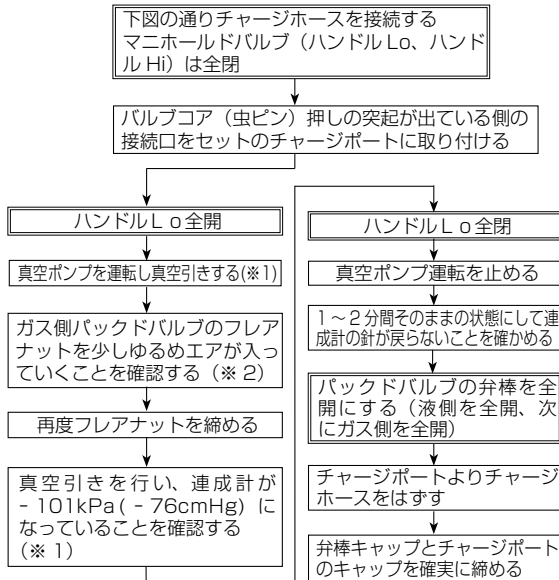 下図の通りチャージホースを接続する
マニホールドバルブ（ハンドル Lo、ハンド
ル Hi）は全閉
バルブコア（虫ピン）押しの突起が出ている側の
接続口をセットのチャージポートに取り付ける
ハンドルＬｏ全開
真空ポンプを運転し真空引きする(※1)
ガス側パックドバルブのフレア
ナットを少しゆるめエアが入っ
ていくことを確認する（※ 2）
再度フレアナットを締める
真空引きを行い、連成計が
- 101kPa ( - 76cmHg) に
なっていることを確認する
（※ 1）
ハンドルＬｏ全閉
真空ポンプ運転を止める
1～2分間そのままの状態にして連
成計の針が戻らないことを確かめる
パックドバルブの弁棒を全
開にする（液側を全開、次
にガス側を全開）
チャージポートよりチャージ
ホースをはずす
弁棒キャップとチャージポート
のキャップを確実に締める